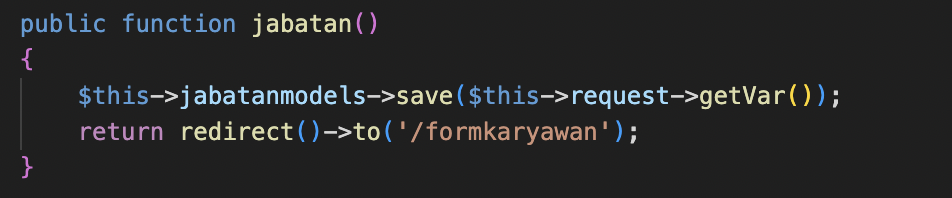 public function jabatan()
{
    $this->jabatanmodels->save($this->request->getVar());
    return redirect()->to('/formkaryawan');
}